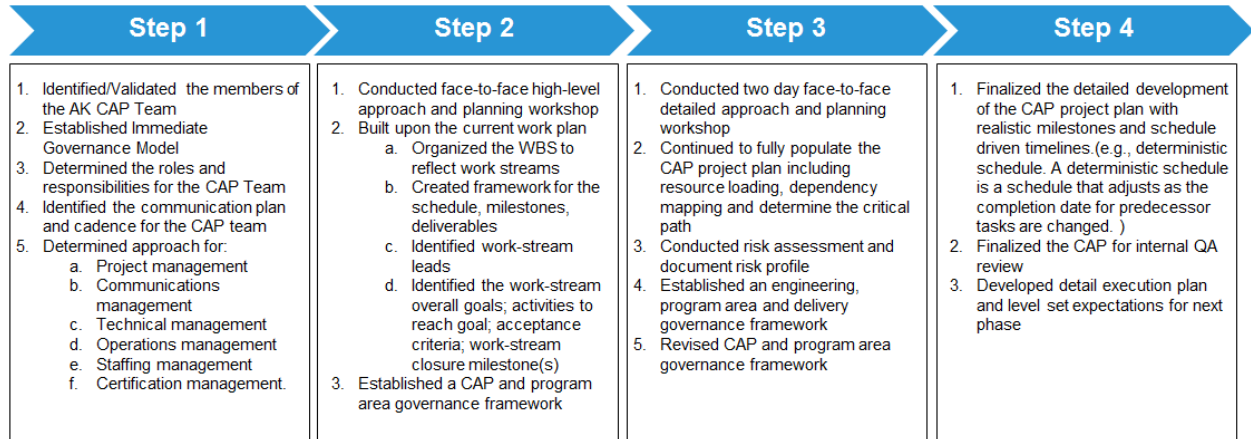 Step 1
Step 2
Step 3
Step 4
1. Identified/Validated the members of
the AK CAP Team
2. Established Immediate
Governance Model
3. Determined the roles and
responsibilities for the CAP Team
4. Identified the communication plan
and cadence for the CAP team
5. Determined approach for:
a. Project management
b. Communications
management
c. Technical management
d. Operations management
e. Staffing management
f. Certification management.
1. Conducted face-to-face high-level
approach and planning workshop
2. Built upon the current work plan
a. Organized the WBS to
reflect work streams
b. Created framework for the
schedule, milestones,
deliverables
c. Identified work-stream
leads
d. Identified the work-stream
overall goals; activities to
reach goal; acceptance
criteria; work-stream
closure milestone(s)
3. Established a CAP and program
area governance framework
1. Conducted two day face-to-face
detailed approach and planning
workshop
2. Continued to fully populate the
CAP project plan including
resource loading, dependency
mapping and determine the critical
path
3. Conducted risk assessment and
document risk profile
4. Established an engineering,
program area and delivery
governance framework
5. Revised CAP and program area
governance framework
1. Finalized the detailed development
of the CAP project plan with
realistic milestones and schedule
driven timelines.(e.g., deterministic
schedule. A deterministic schedule
is a schedule that adjusts as the
completion date for predecessor
tasks are changed. )
2. Finalized the CAP for internal QA
review
3. Developed detail execution plan
and level set expectations for next
phase